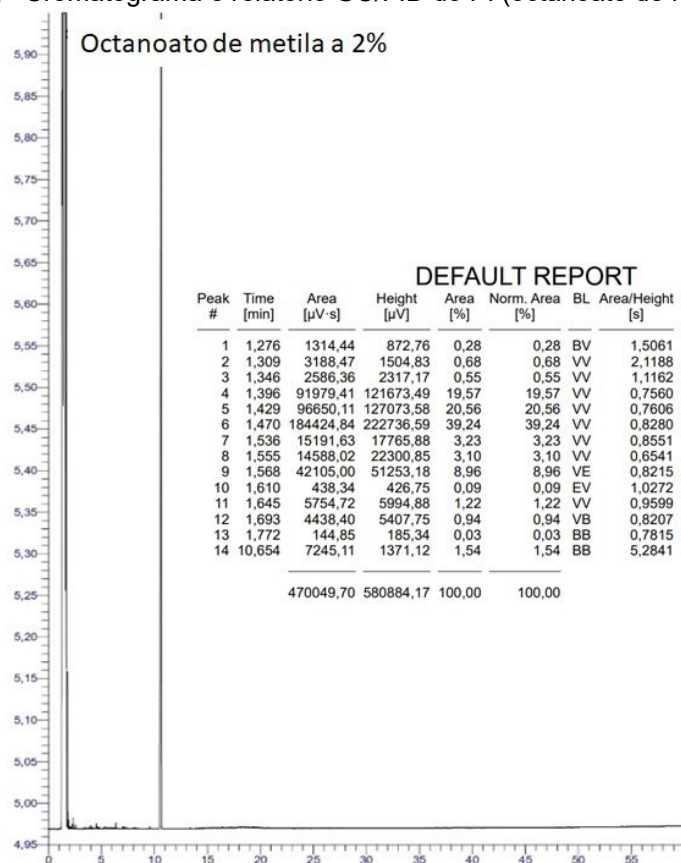 Octanoato de metila a 2%
5,90
5,85
5,80
5,75
5,70
5,65
5,60
5,55
5,50
5,45
5,40
5,35
5,30
5,25
5,20
5,15
5,10
5,05
5,00
4,95
DEFAULT REPORT
Peak Time Area Height Area Norm. Area BL Area/Height
# [min] [µV·s] [µV] [%] [%] [s]
1 1,276 1314,44 872,76 0,28 0,28 BV 1,5061
2 1,309 3188,47 1504,83 0,68 0,68 VV 2,1188
3 1,346 2586,36 2317,17 0,55 0,55 VV 1,1162
4 1,396 91979,41 121673,49 19,57 19,57 VV 0,7560
5 1,429 96650,11 127073,58 20,56 20,56 VV 0,7606
6 1,470 184424,84 222736,59 39,24 39,24 VV 0,8280
7 1,536 15191,63 17765,88 3,23 3,23 VV 0,8551
8 1,555 14588,02 22300,85 3,10 3,10 VV 0,6541
9 1,568 42105,00 51253,18 8,96 8,96 VE 0,8215
10 1,610 438,34 426,75 0,09 0,09 EV 1,0272
11 1,645 5754,72 5994,88 1,22 1,22 VV 0,9599
12 1,693 4438,40 5407,75 0,94 0,94 VB 0,8207
13 1,772 144,85 185,34 0,03 0,03 BB 0,7815
14 10,654 7245,11 1371,12 1,54 1,54 BB 5,2841
470049,70 580884,17 100,00 100,00
0 5 10 15 20 25 30 35 40 45 50 55